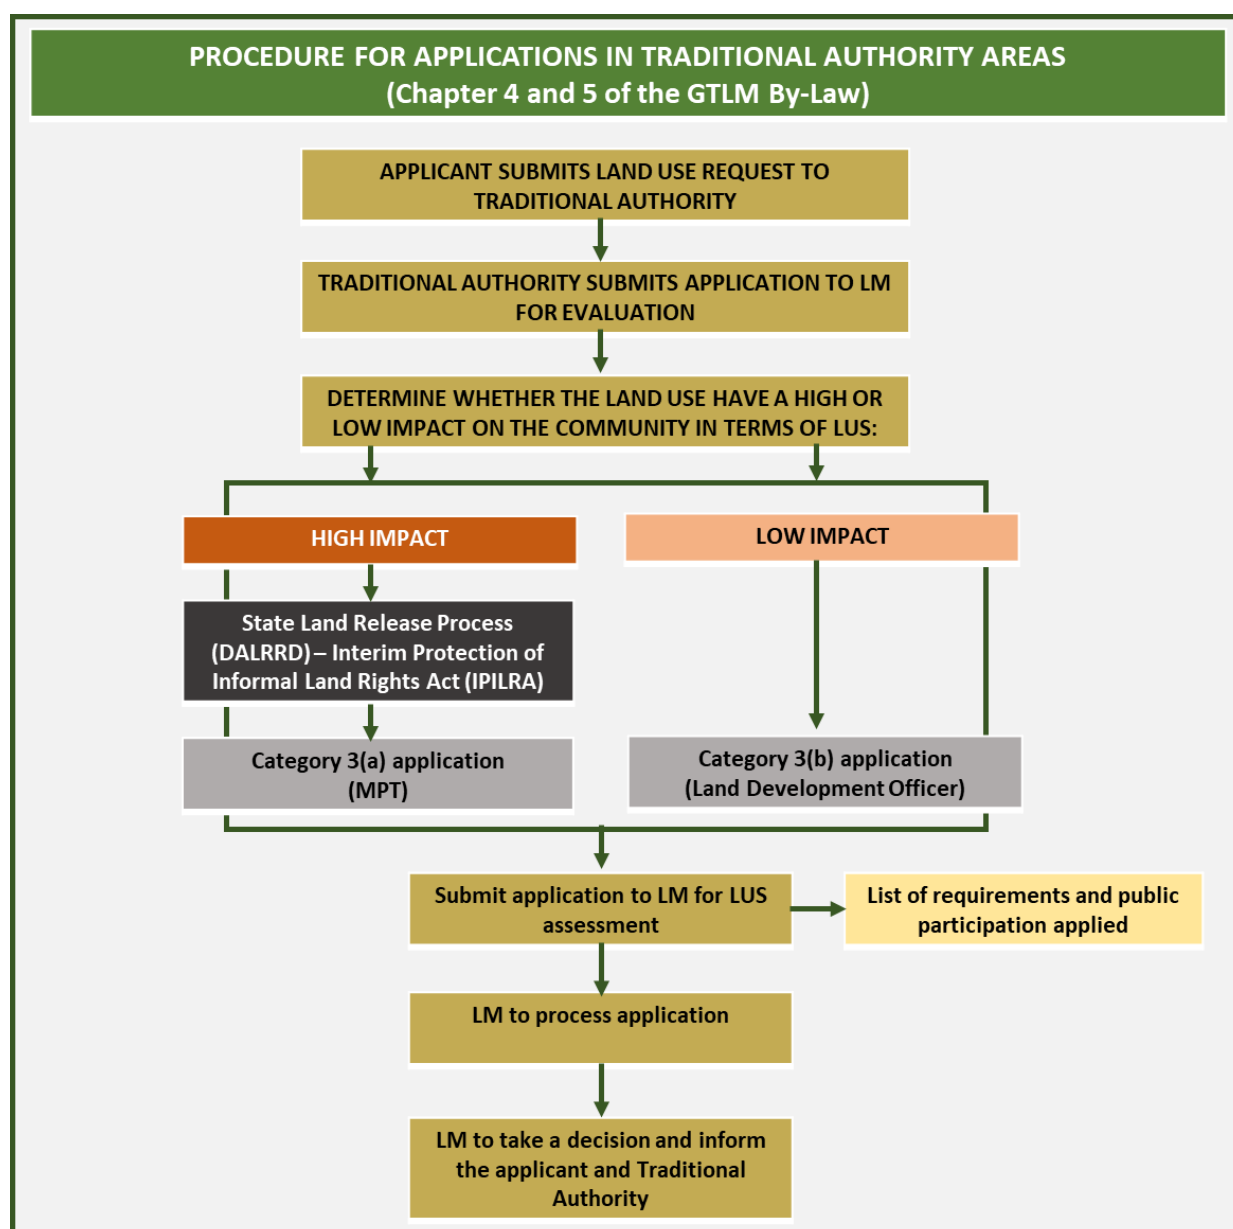 PROCEDURE FOR APPLICATIONS IN TRADITIONAL AUTHORITY AREAS
(Chapter 4 and 5 of the GTLM By-Law)
APPLICANT SUBMITS LAND USE REQUEST TO
TRADITIONAL AUTHORITY
TRADITIONAL AUTHORITY SUBMITS APPLICATION TO LM
FOR EVALUATION
DETERMINE WHETHER THE LAND USE HAVE A HIGH OR
LOW IMPACT ON THE COMMUNITY IN TERMS OF LUS:
HIGH IMPACT
LOW IMPACT
State Land Release Process
(DALRRD) – Interim Protection of
Informal Land Rights Act (IPILRA)
Category 3(a) application
(MPT)
Category 3(b) application
(Land Development Officer)
Submit application to LM for LUS
assessment
List of requirements and public
participation applied
LM to process application
LM to take a decision and inform
the applicant and Traditional
Authority